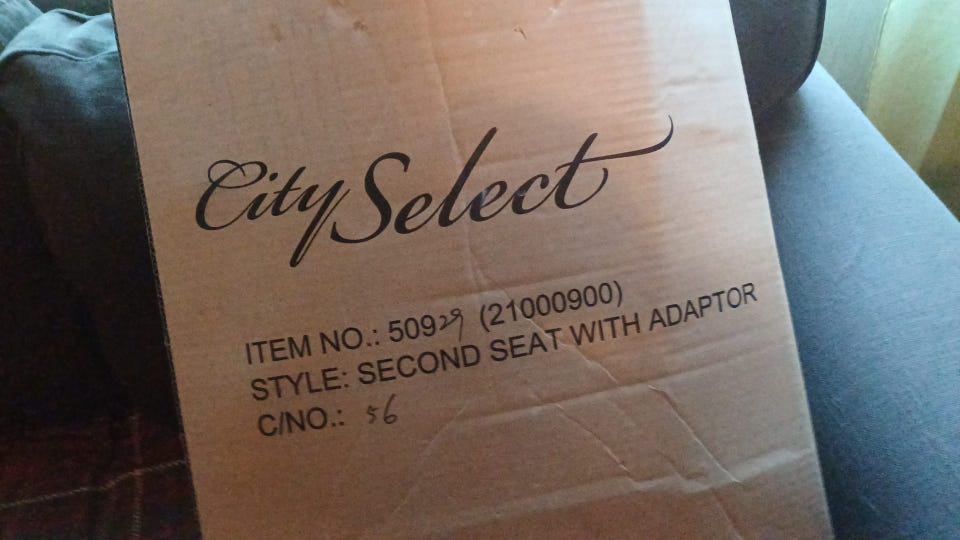 City Select
ITEM NO.: 50929 (21000900)
STYLE: SECOND SEAT WITH ADAPTOR
C/NO.: 56